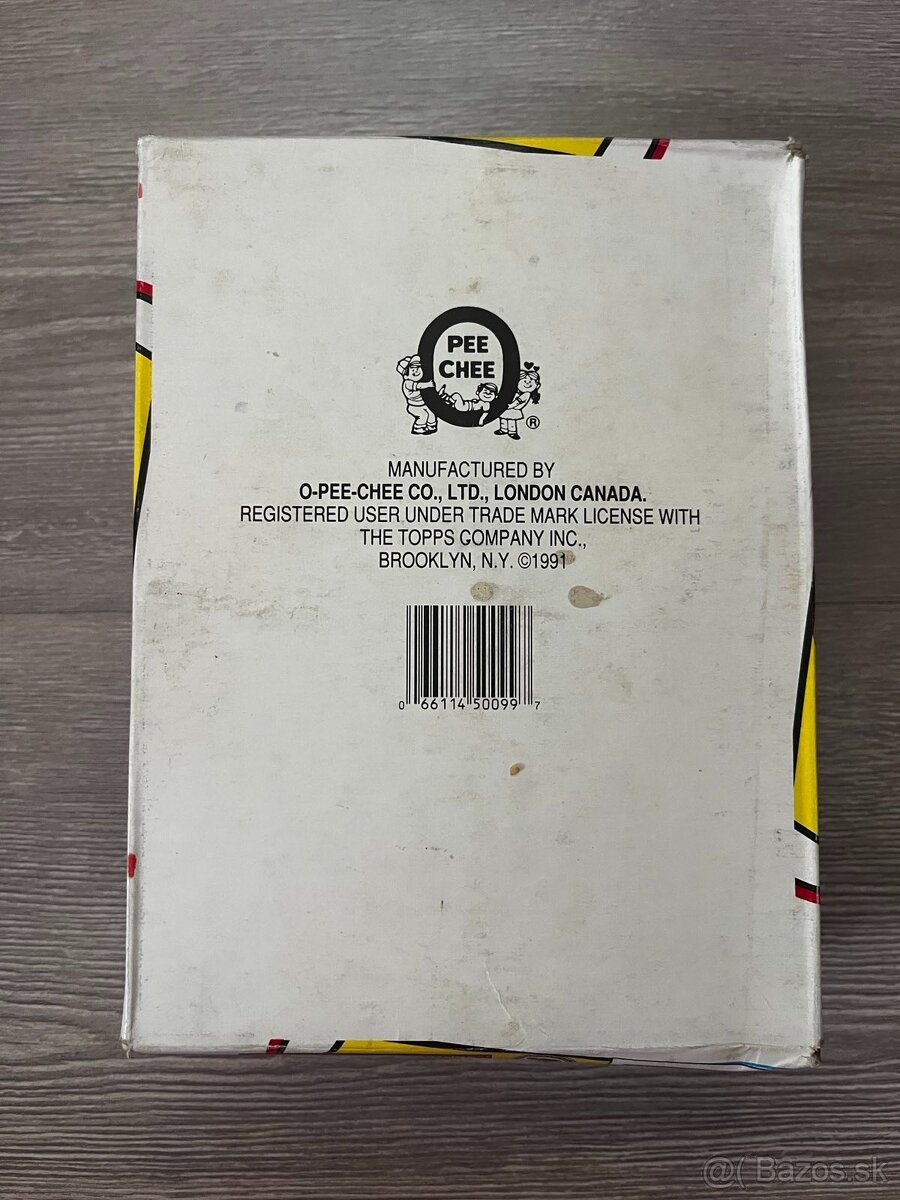 PEE
CHEE
®
MANUFACTURED BY
O-PEE-CHEE CO., LTD., LONDON CANADA.
REGISTERED USER UNDER TRADE MARK LICENSE WITH
THE TOPPS COMPANY INC.,
BROOKLYN, N.Y. ©1991
0 66114 50099 7
@( Bazos.sk